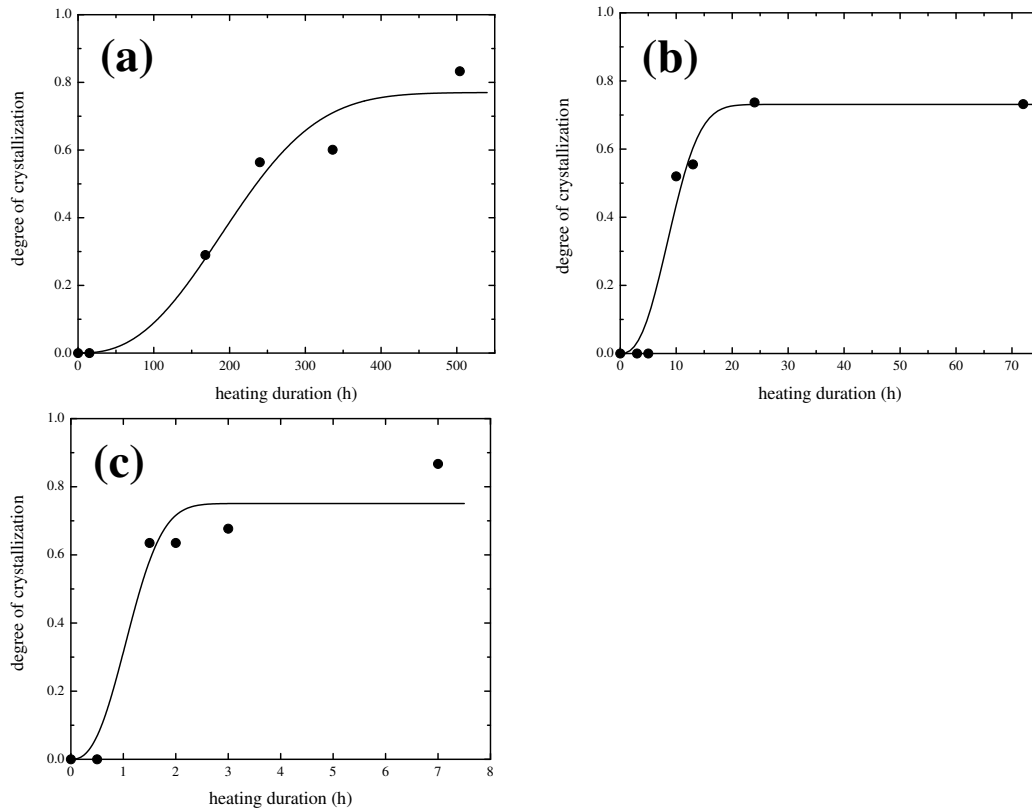 (a)
1.0
0.8
0.6
0.4
0.2
0.0
degree of crystallization
0 100 200 300 400 500
heating duration (h)
(b)
1.0
0.8
0.6
0.4
0.2
0.0
degree of crystallization
0 10 20 30 40 50 60 70
heating duration (h)
(c)
1.0
0.8
0.6
0.4
0.2
0.0
degree of crystallization
0 1 2 3 4 5 6 7 8
heating duration (h)